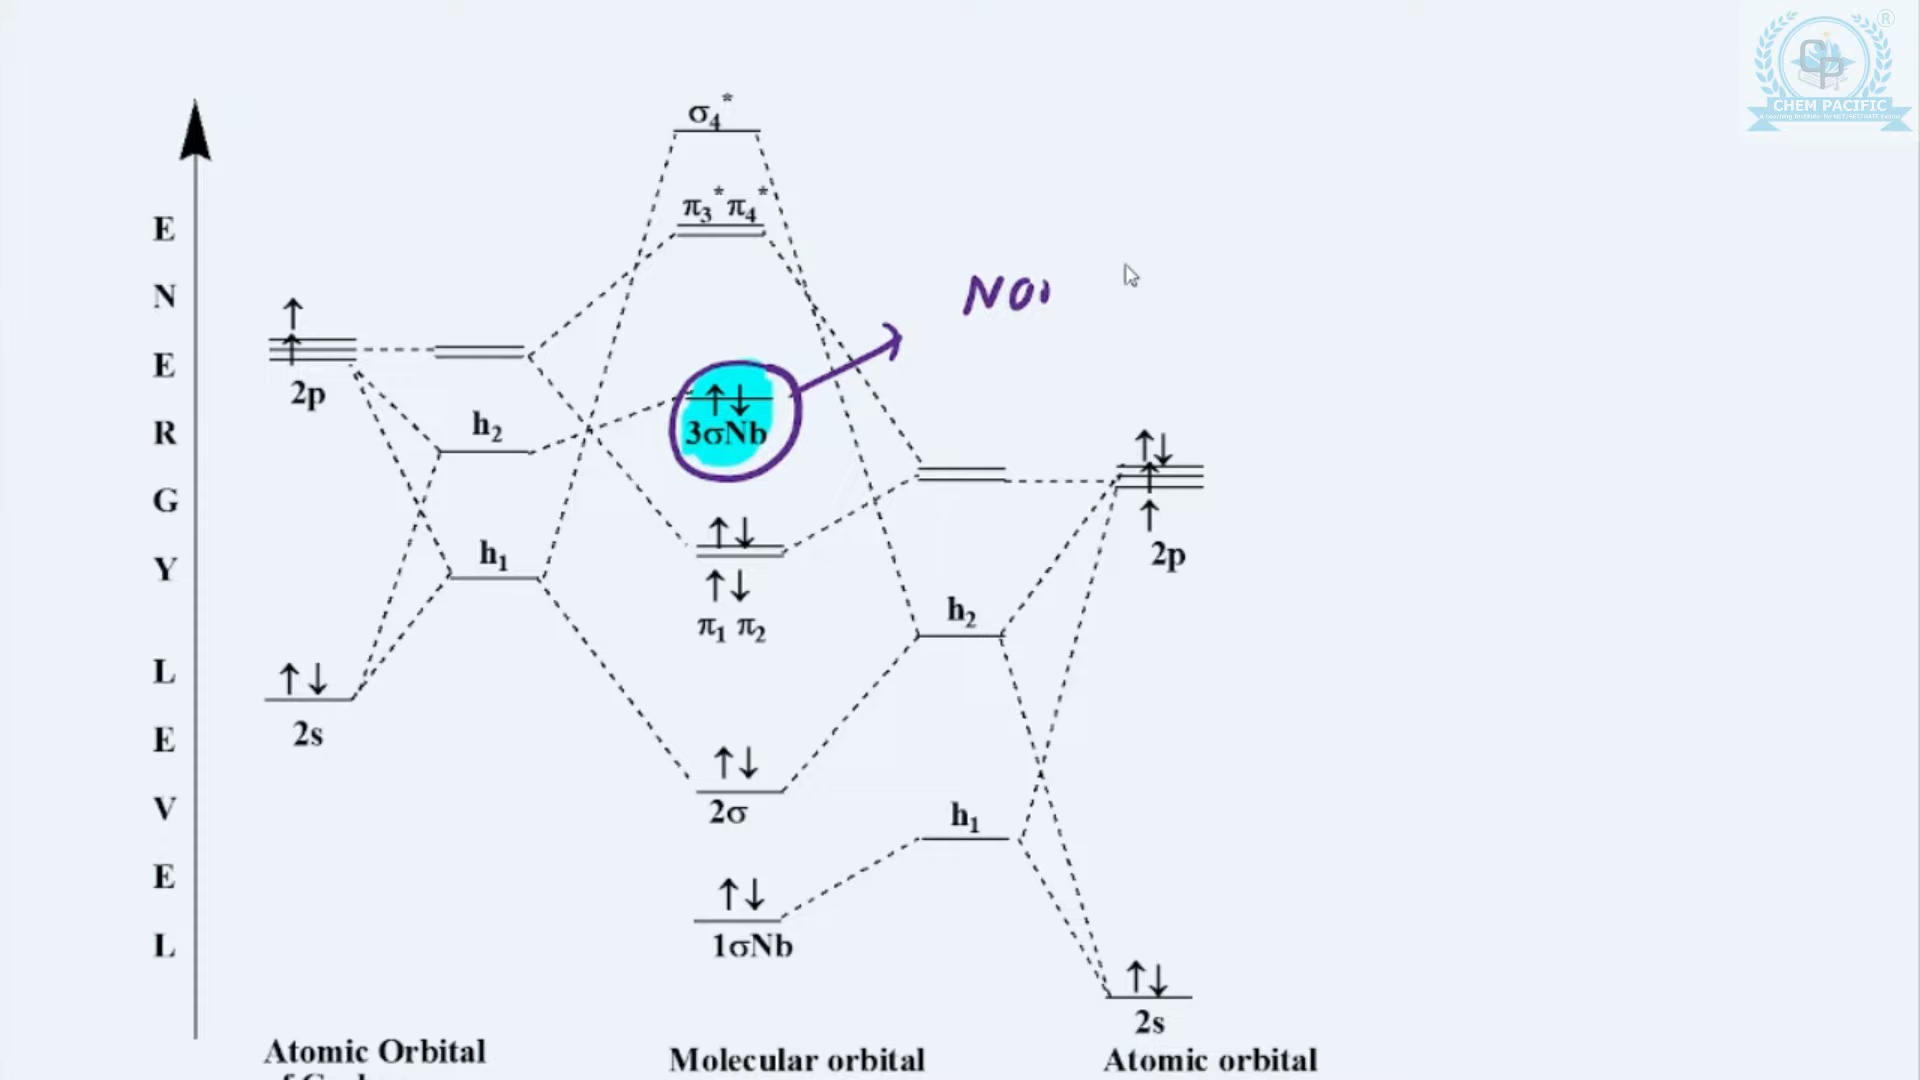 CHEM PACIFIC
®
σ4*
π3* π4*
E
N
E
R
G
Y
L
E
V
E
L
2p
h2
3σNb
h1
π1 π2
2p
h2
2s
2σ
h1
1σNb
2s
Atomic Orbital
Molecular orbital
Atomic orbital